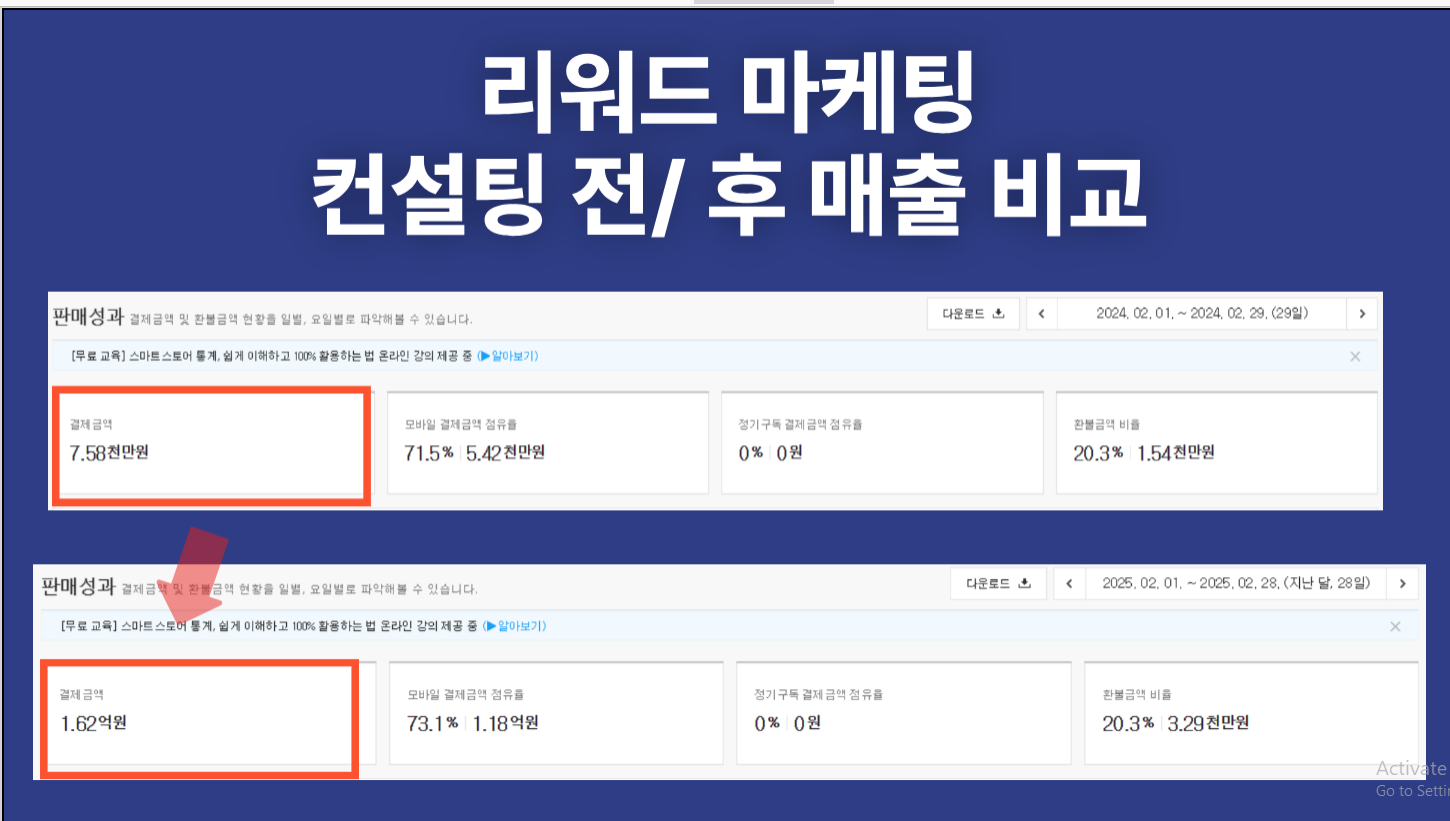 리워드 마케팅
컨설팅 전/ 후 매출 비교
판매성과 결제금액 및 환불금액 현황을 일별, 요일별로 파악해볼 수 있습니다.
다운로드
2024. 02. 01. ~ 2024. 02. 29. (29일)
[무료 교육] 스마트스토어 통계, 쉽게 이해하고 100% 활용하는 법 온라인 강의 제공 중 (▶알아보기)
결제금액
7.58천만원
모바일 결제금액 점유율
71.5% 5.42천만원
정기구독 결제금액 점유율
0% 0원
환불금액 비율
20.3% 1.54천만원
판매성과 결제금액 및 환불금액 현황을 일별, 요일별로 파악해볼 수 있습니다.
다운로드
2025. 02. 01. ~ 2025. 02. 28. (지난 달, 28일)
[무료 교육] 스마트스토어 통계, 쉽게 이해하고 100% 활용하는 법 온라인 강의 제공 중 (▶알아보기)
결제금액
1.62억원
모바일 결제금액 점유율
73.1% 1.18억원
정기구독 결제금액 점유율
0% 0원
환불금액 비율
20.3% 3.29천만원
Activate
Go to Settin